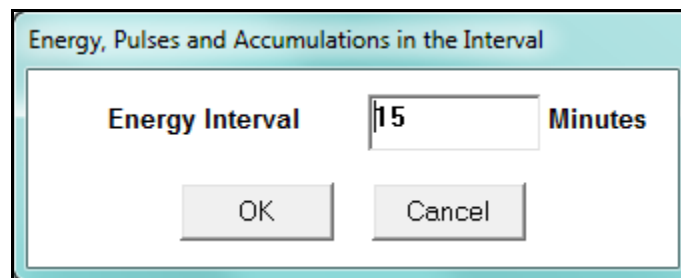 Energy, Pulses and Accumulations in the Interval
Energy Interval 15 Minutes
OK Cancel